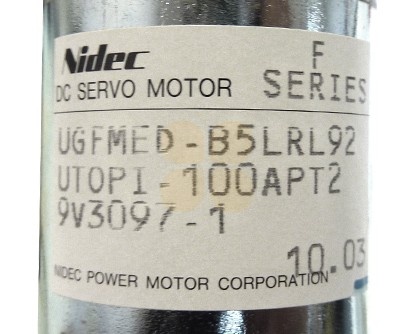 Nidec F
DC SERVO MOTOR SERIES
UGFMED-B5LRL92
UTOPI-100APT2
9V3097-1
10.03
NIDEC POWER MOTOR CORPORATION